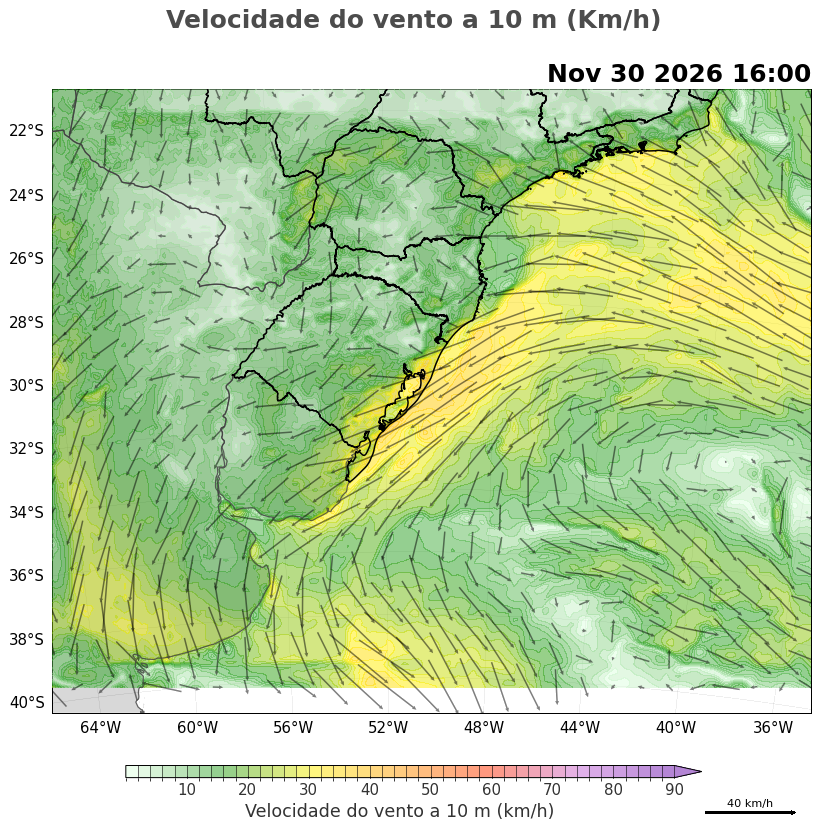 Velocidade do vento a 10 m (Km/h)
Nov 30 2026 16:00
22°S
24°S
26°S
28°S
30°S
32°S
34°S
36°S
38°S
40°S
64°W 60°W 56°W 52°W 48°W 44°W 40°W 36°W
10 20 30 40 50 60 70 80 90
Velocidade do vento a 10 m (km/h)
40 km/h